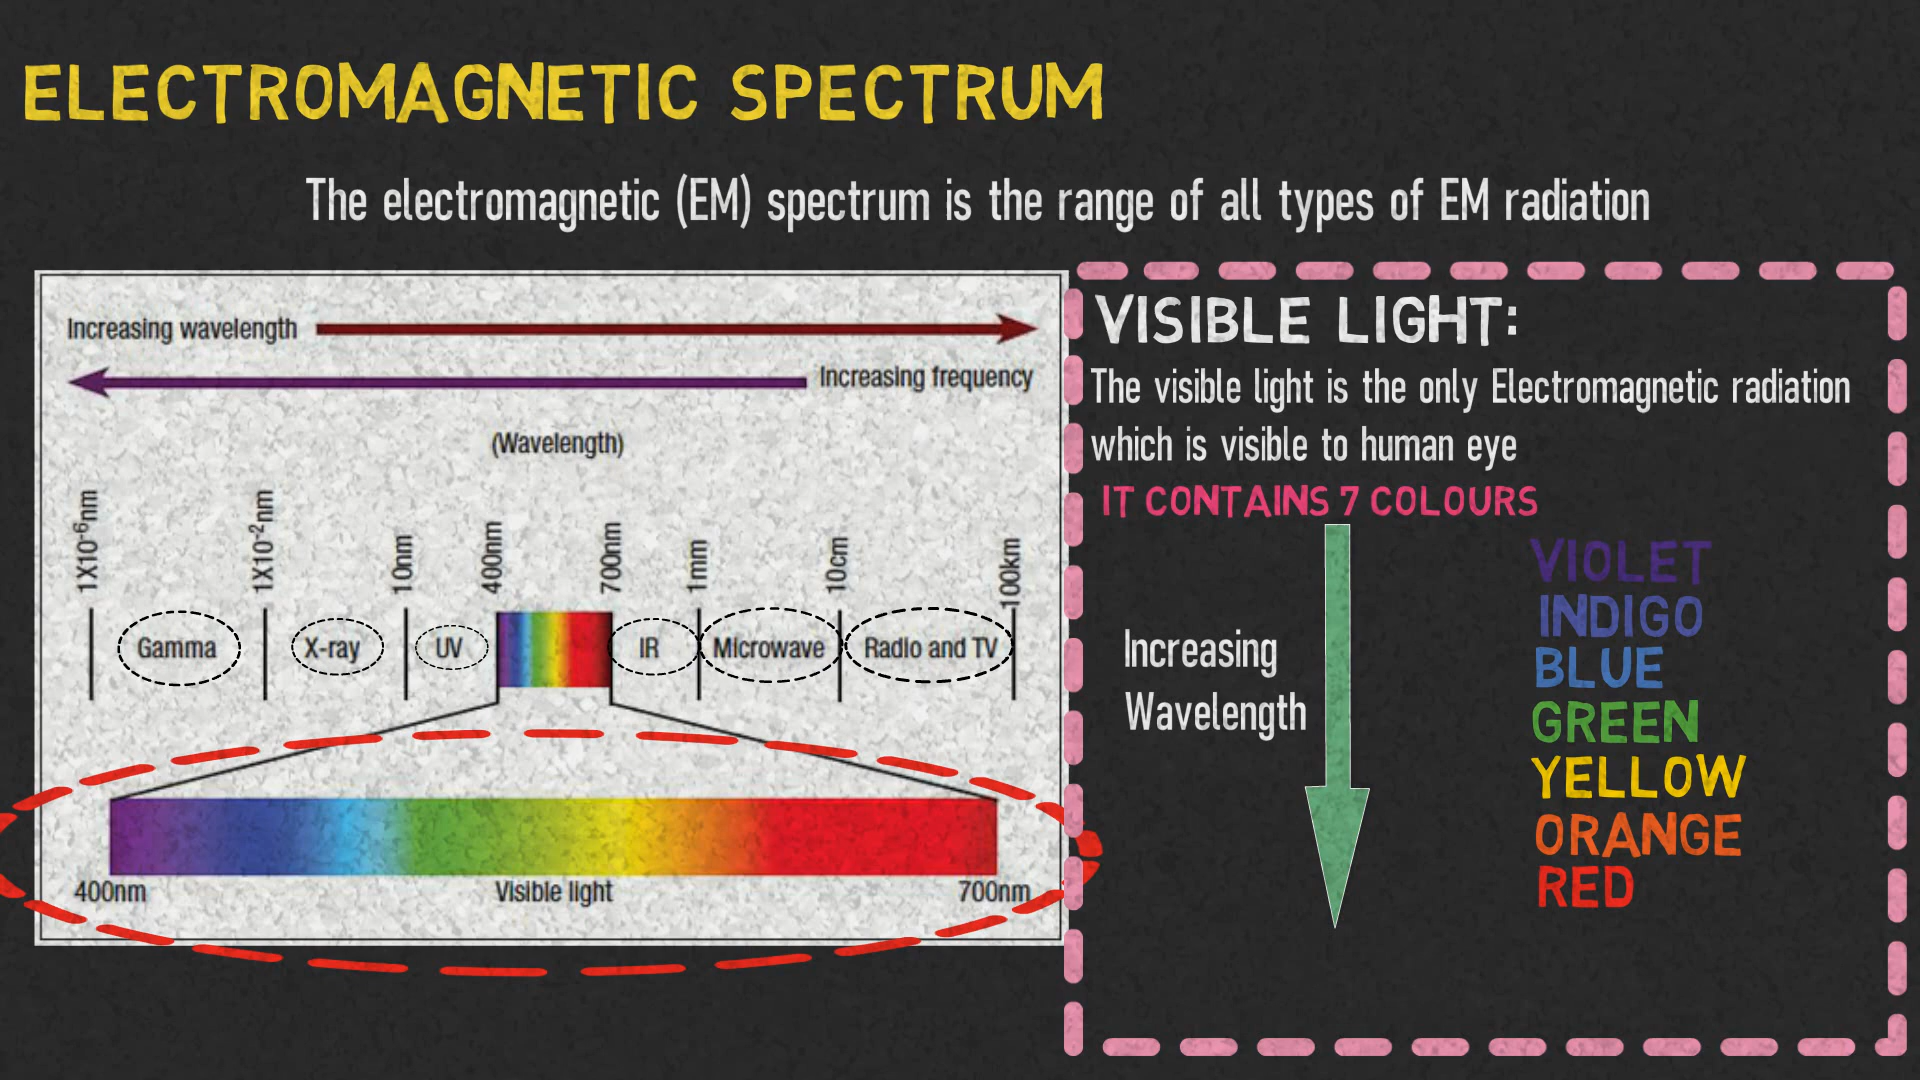 ELECTROMAGNETIC SPECTRUM
The electromagnetic (EM) spectrum is the range of all types of EM radiation
Increasing wavelength
Increasing frequency
(Wavelength)
1X10⁻⁶nm
1X10⁻²nm
10nm
400nm
700nm
1mm
10cm
100km
Gamma
X-ray
UV
IR
Microwave
Radio and TV
400nm
Visible light
700nm
VISIBLE LIGHT:
The visible light is the only Electromagnetic radiation
which is visible to human eye
IT CONTAINS 7 COLOURS
Increasing
Wavelength
VIOLET
INDIGO
BLUE
GREEN
YELLOW
ORANGE
RED